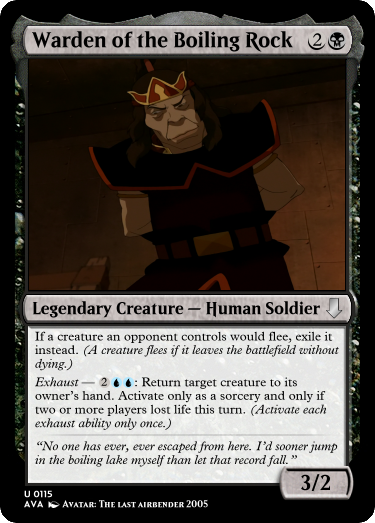 Warden of the Boiling Rock 2
Legendary Creature — Human Soldier
If a creature an opponent controls would flee, exile it
instead. (A creature flees if it leaves the battlefield without
dying.)
Exhaust — 2: Return target creature to its
owner's hand. Activate only as a sorcery and only if
two or more players lost life this turn. (Activate each
exhaust ability only once.)
“No one has ever, ever escaped from here. I’d sooner jump
in the boiling lake myself than let that record fall.”
3/2
U 0115
AVA Avatar: The last airbender 2005